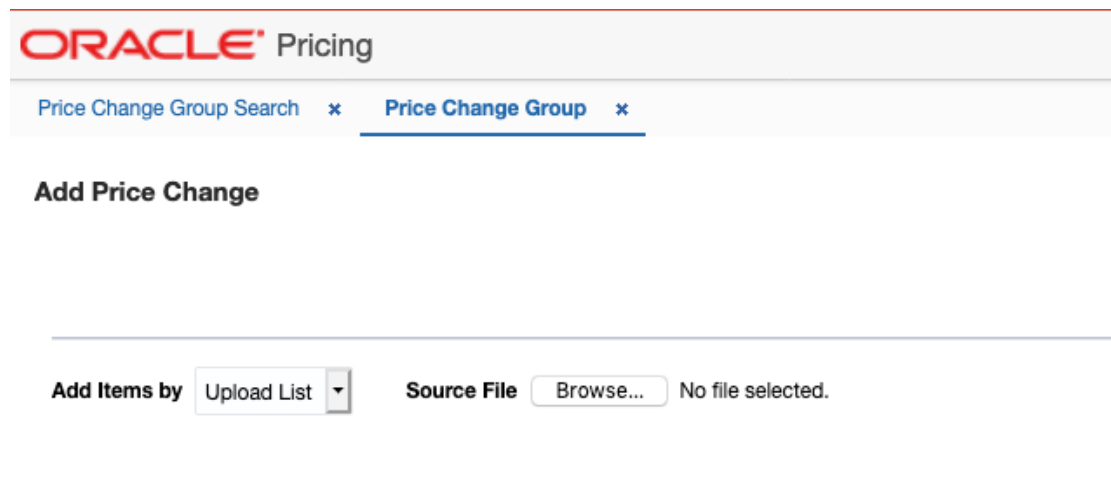 ORACLE® Pricing
Price Change Group Search × Price Change Group ×
Add Price Change
Add Items by Upload List Source File Browse... No file selected.